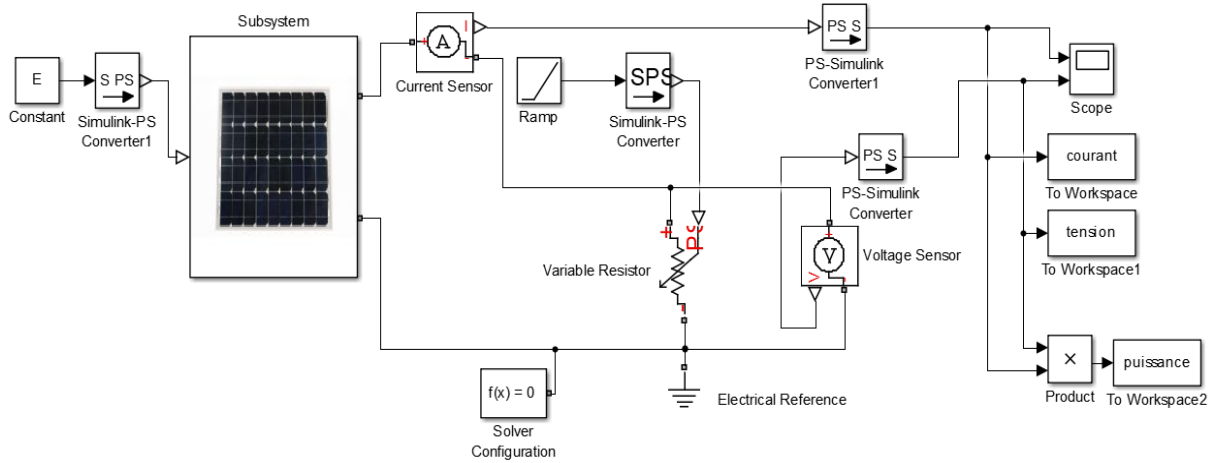 Subsystem
E
Constant
S PS
Simulink-PS
Converter1
A
I
+
-
Current Sensor
Ramp
SPS
Simulink-PS
Converter
PS S
PS-Simulink
Converter1
Scope
PS S
PS-Simulink
Converter
courant
To Workspace
tension
To Workspace1
+
PS
-
Variable Resistor
+
V
V
-
Voltage Sensor
×
Product
puissance
To Workspace2
f(x) = 0
Solver
Configuration
Electrical Reference